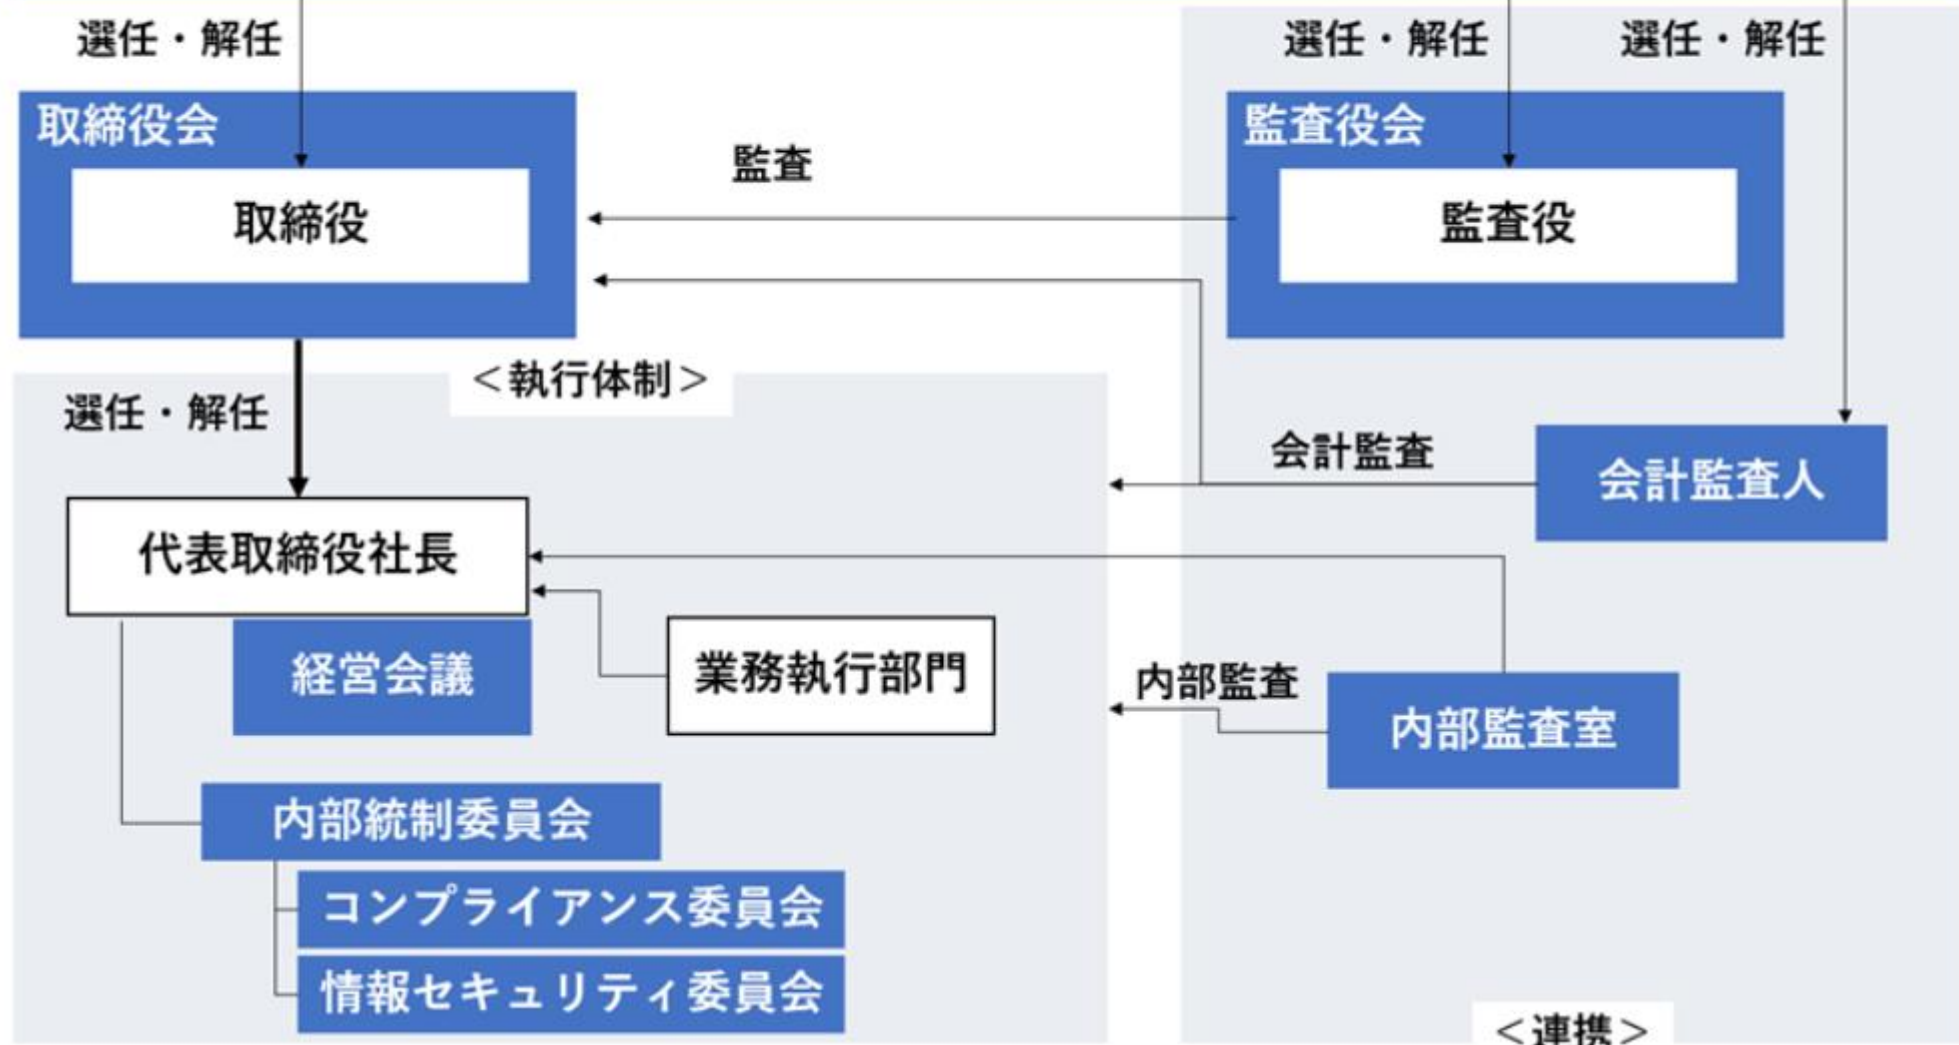 選任・解任
選任・解任
選任・解任
取締役会
監査役会
監査
取締役
監査役
＜執行体制＞
選任・解任
会計監査
会計監査人
代表取締役社長
経営会議
業務執行部門
内部監査
内部監査室
内部統制委員会
コンプライアンス委員会
情報セキュリティ委員会
＜連携＞